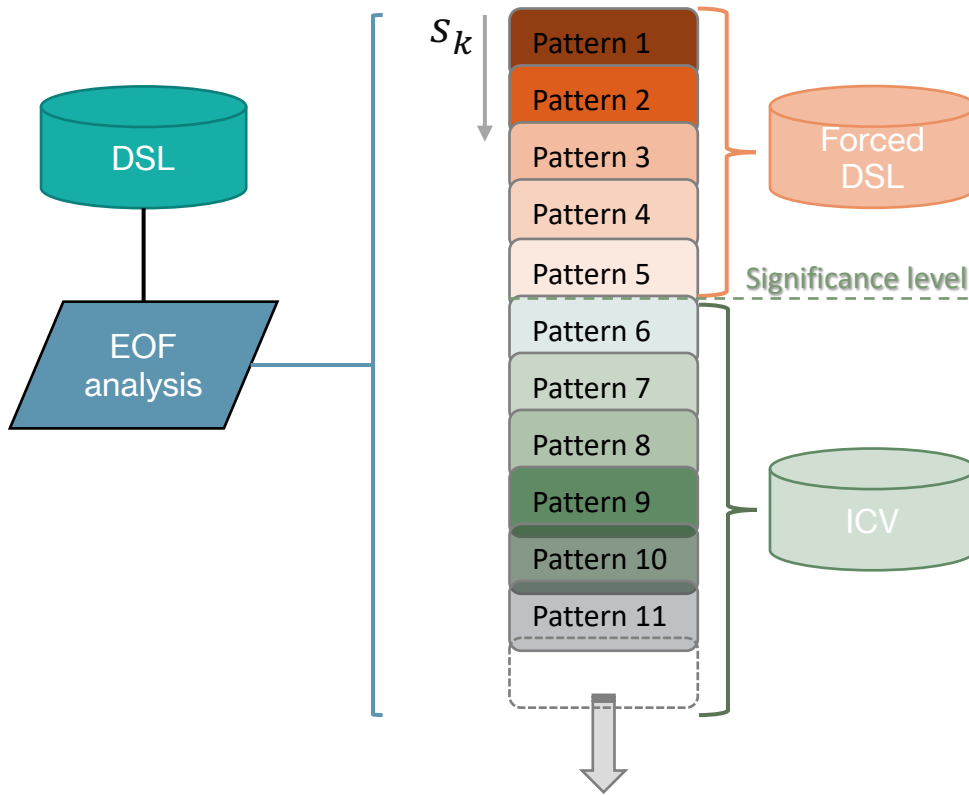 DSL
EOF
analysis
s_k
Pattern 1
Pattern 2
Pattern 3
Pattern 4
Pattern 5
Pattern 6
Pattern 7
Pattern 8
Pattern 9
Pattern 10
Pattern 11
Forced
DSL
Significance level
ICV